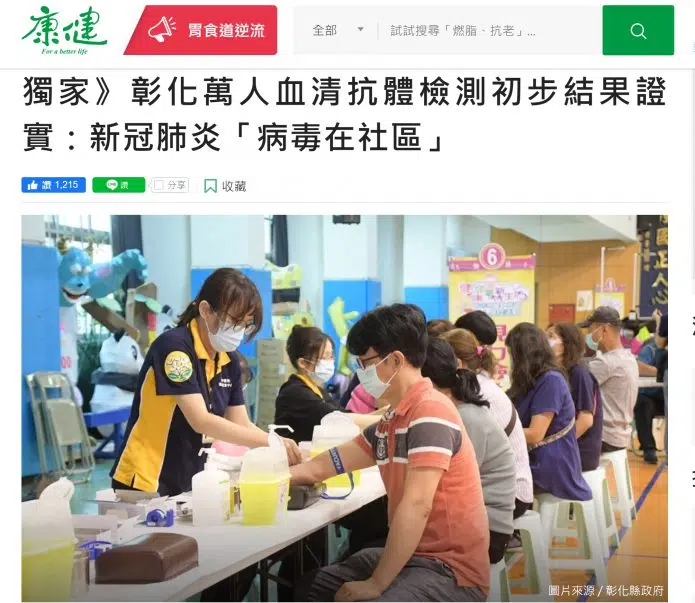 康健
For a better life
胃食道逆流
全部
試試搜尋「燃脂、抗老」...
獨家》彰化萬人血清抗體檢測初步結果證
實：新冠肺炎「病毒在社區」
讚 1,215
讚
分享
收藏
6
圖片來源 / 彰化縣政府